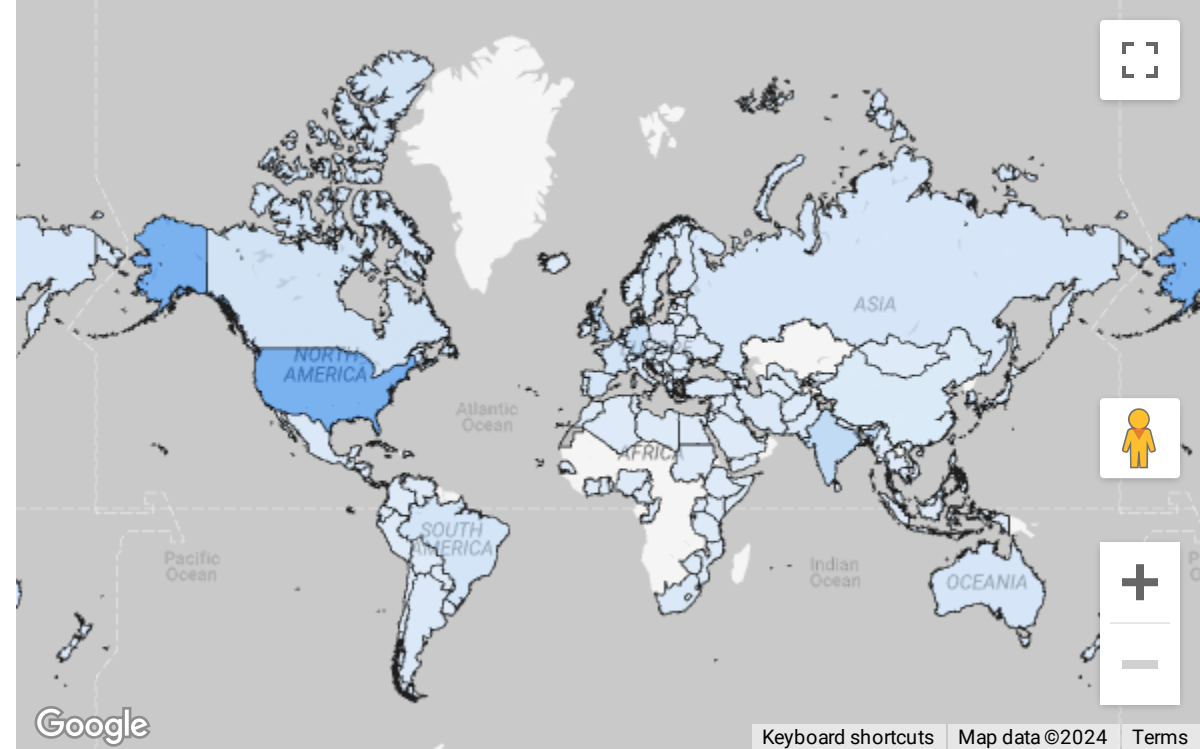 ASIA
NORTH
AMERICA
EUROPE
Atlantic
Ocean
AFRICA
SOUTH
AMERICA
Pacific
Ocean
Indian
Ocean
OCEANIA
Google
Keyboard shortcuts
Map data ©2024
Terms